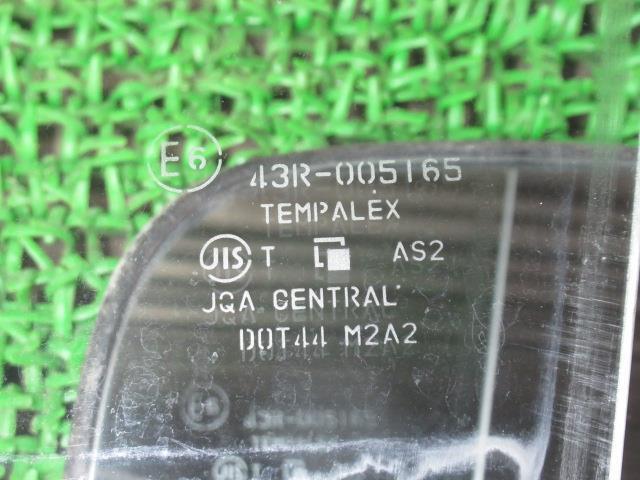 E6 43R-005165
TEMPALEX
JIS T AS2
JQA CENTRAL
DOT44 M2A2